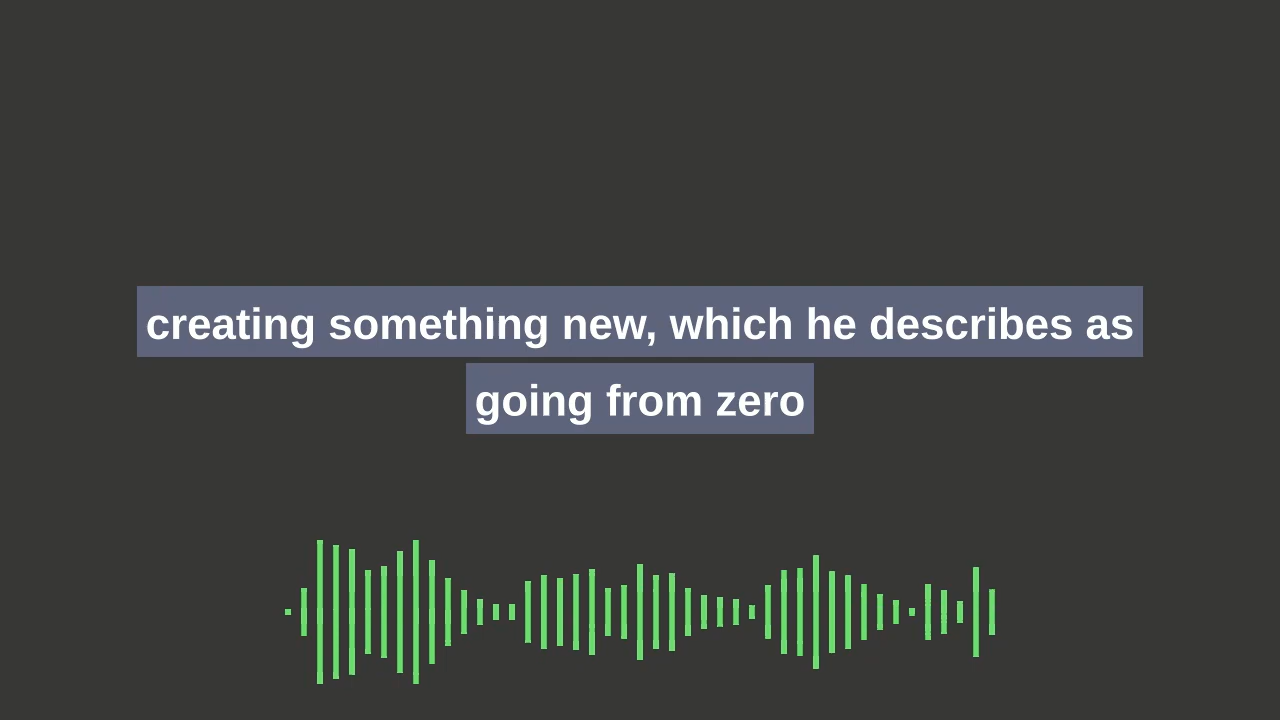 creating something new, which he describes as
going from zero